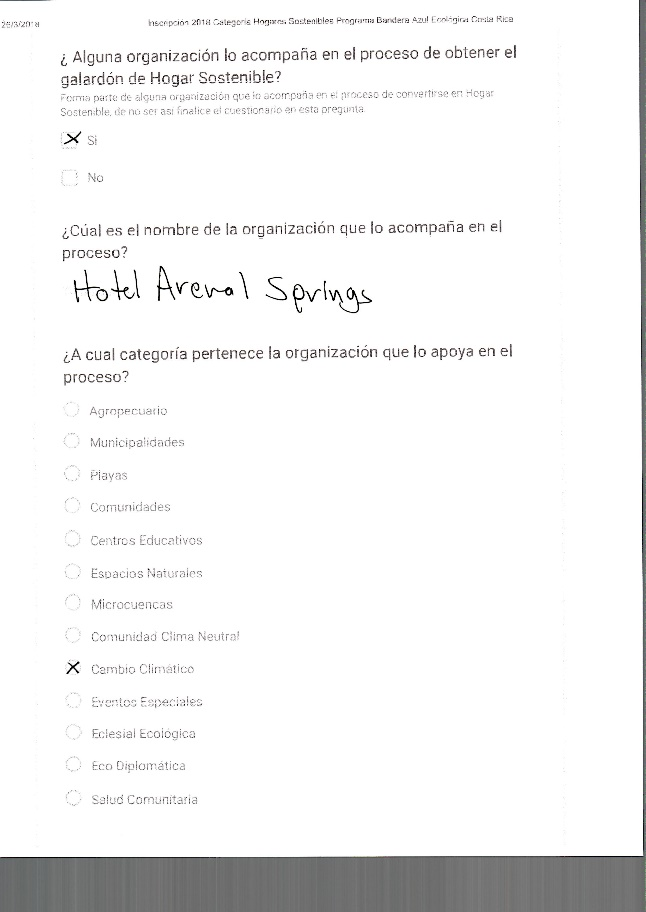 26/3/2018
Inscripción 2018 Categoría Hogares Sostenibles Programa Bandera Azul Ecológica Costa Rica
¿ Alguna organización lo acompaña en el proceso de obtener el
galardón de Hogar Sostenible?
Forma parte de alguna organización que lo acompaña en el proceso de convertirse en Hogar
Sostenible, de no ser así finalice el cuestionario en esta pregunta
X Si
No
¿Cúal es el nombre de la organización que lo acompaña en el
proceso?
Hotel Arenal Springs
¿A cual categoría pertenece la organización que lo apoya en el
proceso?
Agropecuario
Municipalidades
Playas
Comunidades
Centros Educativos
Espacios Naturales
Microcuencas
Comunidad Clima Neutral
X Cambio Climático
Eventos Especiales
Eclesial Ecológica
Eco Diplomática
Salud Comunitaria